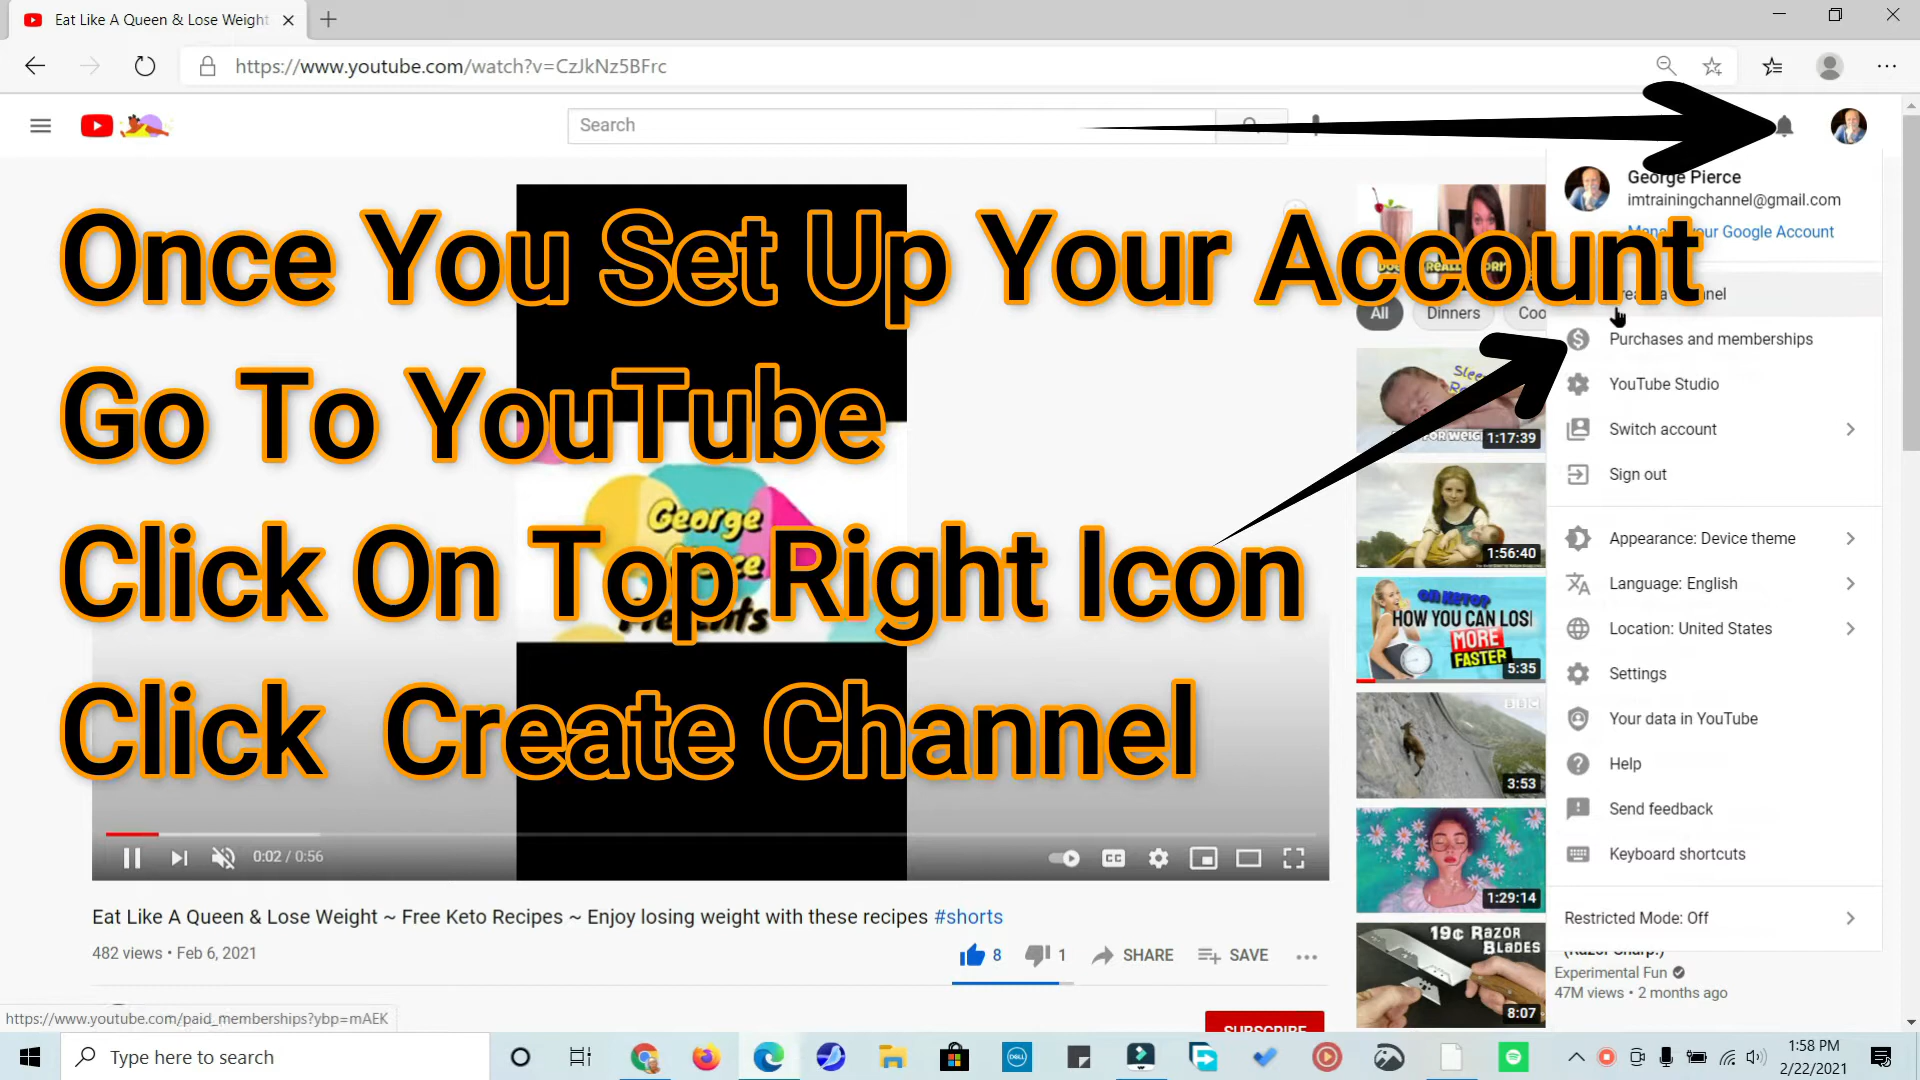 Eat Like A Queen & Lose Weight
https://www.youtube.com/watch?v=CzJkNz5BFrc
Search
George Pierce
imtrainingchannel@gmail.com
your Google Account
Once You Set Up Your Account
Go To YouTube
Click On Top Right Icon
Click Create Channel
All
Dinners
Purchases and memberships
YouTube Studio
Switch account
Sign out
Appearance: Device theme
Language: English
Location: United States
Settings
Your data in YouTube
Help
Send feedback
Keyboard shortcuts
Restricted Mode: Off
1:17:39
1:56:40
HOW YOU CAN LOS
MORE
FASTER
5:35
BBC
3:53
1:29:14
19¢ RAZOR
BLADES
8:07
George
0:02 / 0:56
CC
Eat Like A Queen & Lose Weight ~ Free Keto Recipes ~ Enjoy losing weight with these recipes #shorts
482 views • Feb 6, 2021
8
1
SHARE
SAVE
SUBSCRIBE
Experimental Fun
47M views • 2 months ago
https://www.youtube.com/paid_memberships?ybp=mAEK
Type here to search
DELL
1:58 PM
2/22/2021